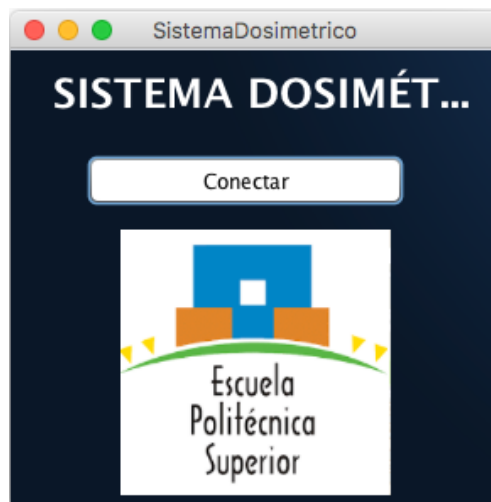 SistemaDosimetrico
SISTEMA DOSIMÉT...
Conectar
Escuela
Politécnica
Superior